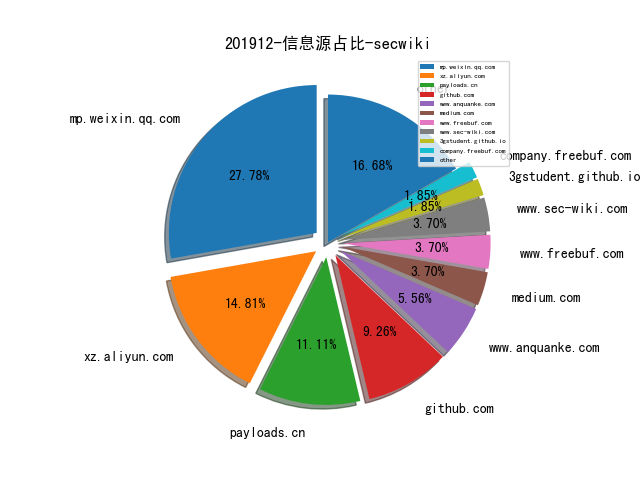 201912-信息源占比-secwiki
mp.weixin.qq.com
xz.aliyun.com
payloads.cn
github.com
www.anquanke.com
medium.com
www.freebuf.com
www.sec-wiki.com
3gstudent.github.io
company.freebuf.com
other
mp.weixin.qq.com
27.78%
16.68%
company.freebuf.com
3gstudent.github.io
1.85%
1.85%
www.sec-wiki.com
3.70%
www.freebuf.com
3.70%
3.70%
medium.com
5.56%
www.anquanke.com
14.81%
9.26%
11.11%
xz.aliyun.com
github.com
payloads.cn